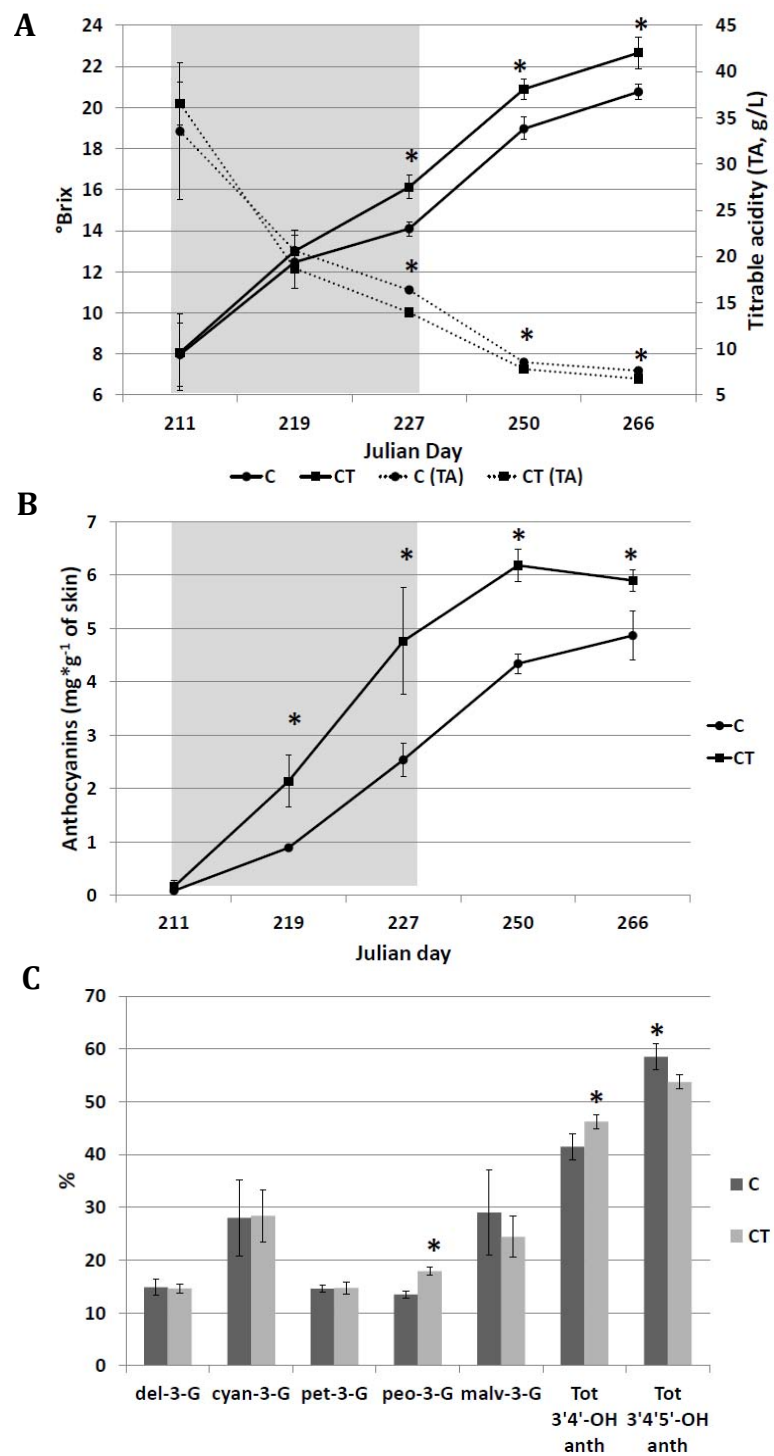 A
24
22
20
18
16
14
12
10
8
6
°Brix
45
40
35
30
25
20
15
10
5
Titrable acidity (TA, g/L)
*
*
*
*
*
*
211 219 227 250 266
Julian Day
C CT C (TA) CT (TA)
B
7
6
5
4
3
2
1
0
Anthocyanins (mg*g⁻¹ of skin)
*
*
*
*
211 219 227 250 266
Julian day
C
CT
C
70
60
50
40
30
20
10
0
%
*
*
*
C
CT
del-3-G cyan-3-G pet-3-G peo-3-G malv-3-G Tot Tot
3'4'-OH 3'4'5'-OH
anth anth